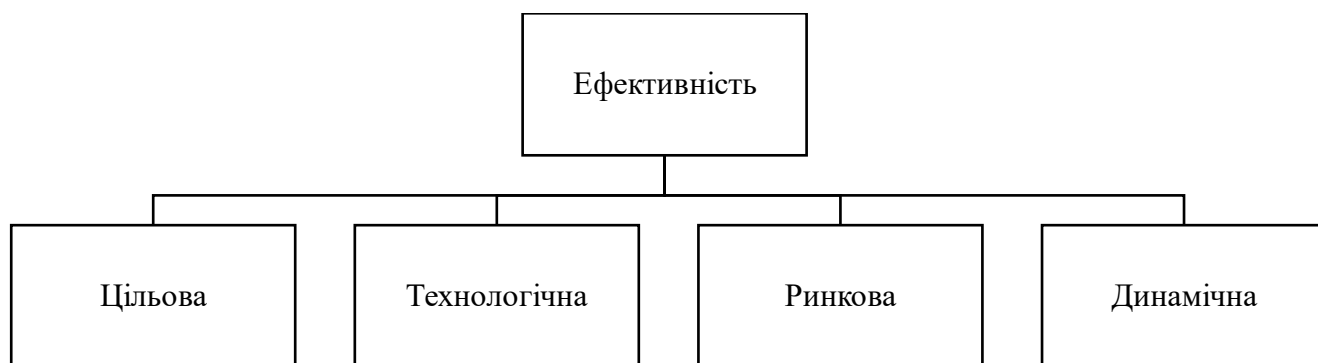 Ефективність
Цільова
Технологічна
Ринкова
Динамічна